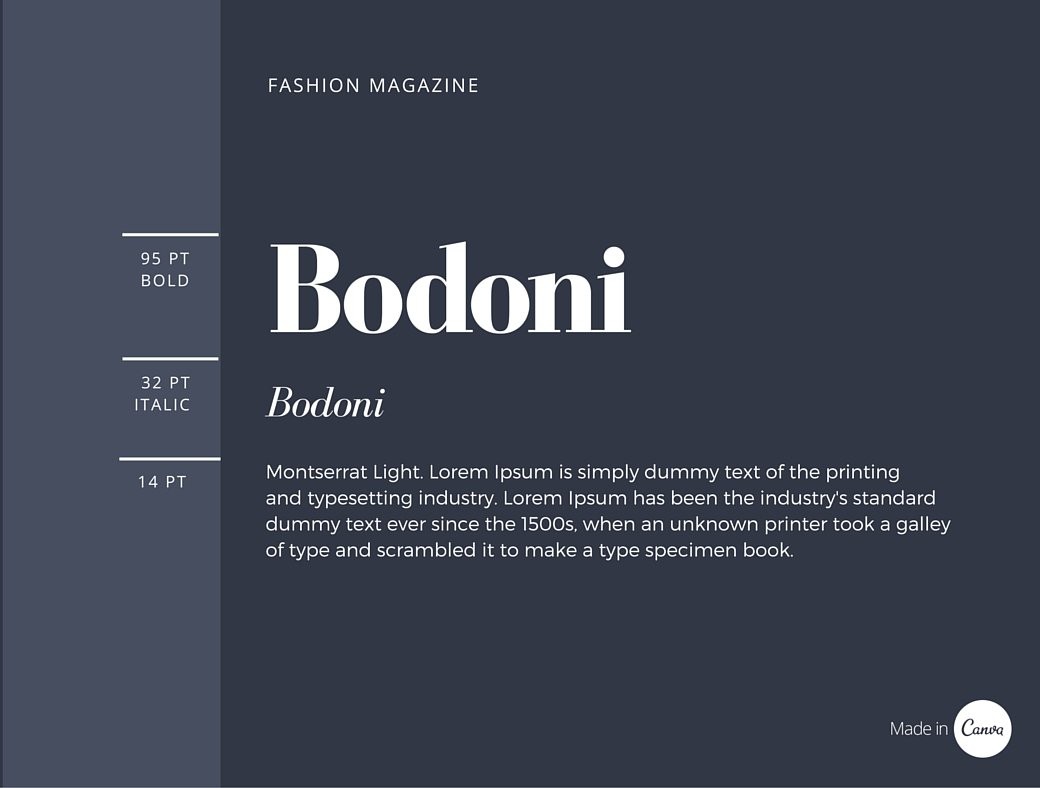 FASHION MAGAZINE
95 PT
BOLD
Bodoni
32 PT
ITALIC
Bodoni
14 PT
Montserrat Light. Lorem Ipsum is simply dummy text of the printing
and typesetting industry. Lorem Ipsum has been the industry's standard
dummy text ever since the 1500s, when an unknown printer took a galley
of type and scrambled it to make a type specimen book.
Made in Canva